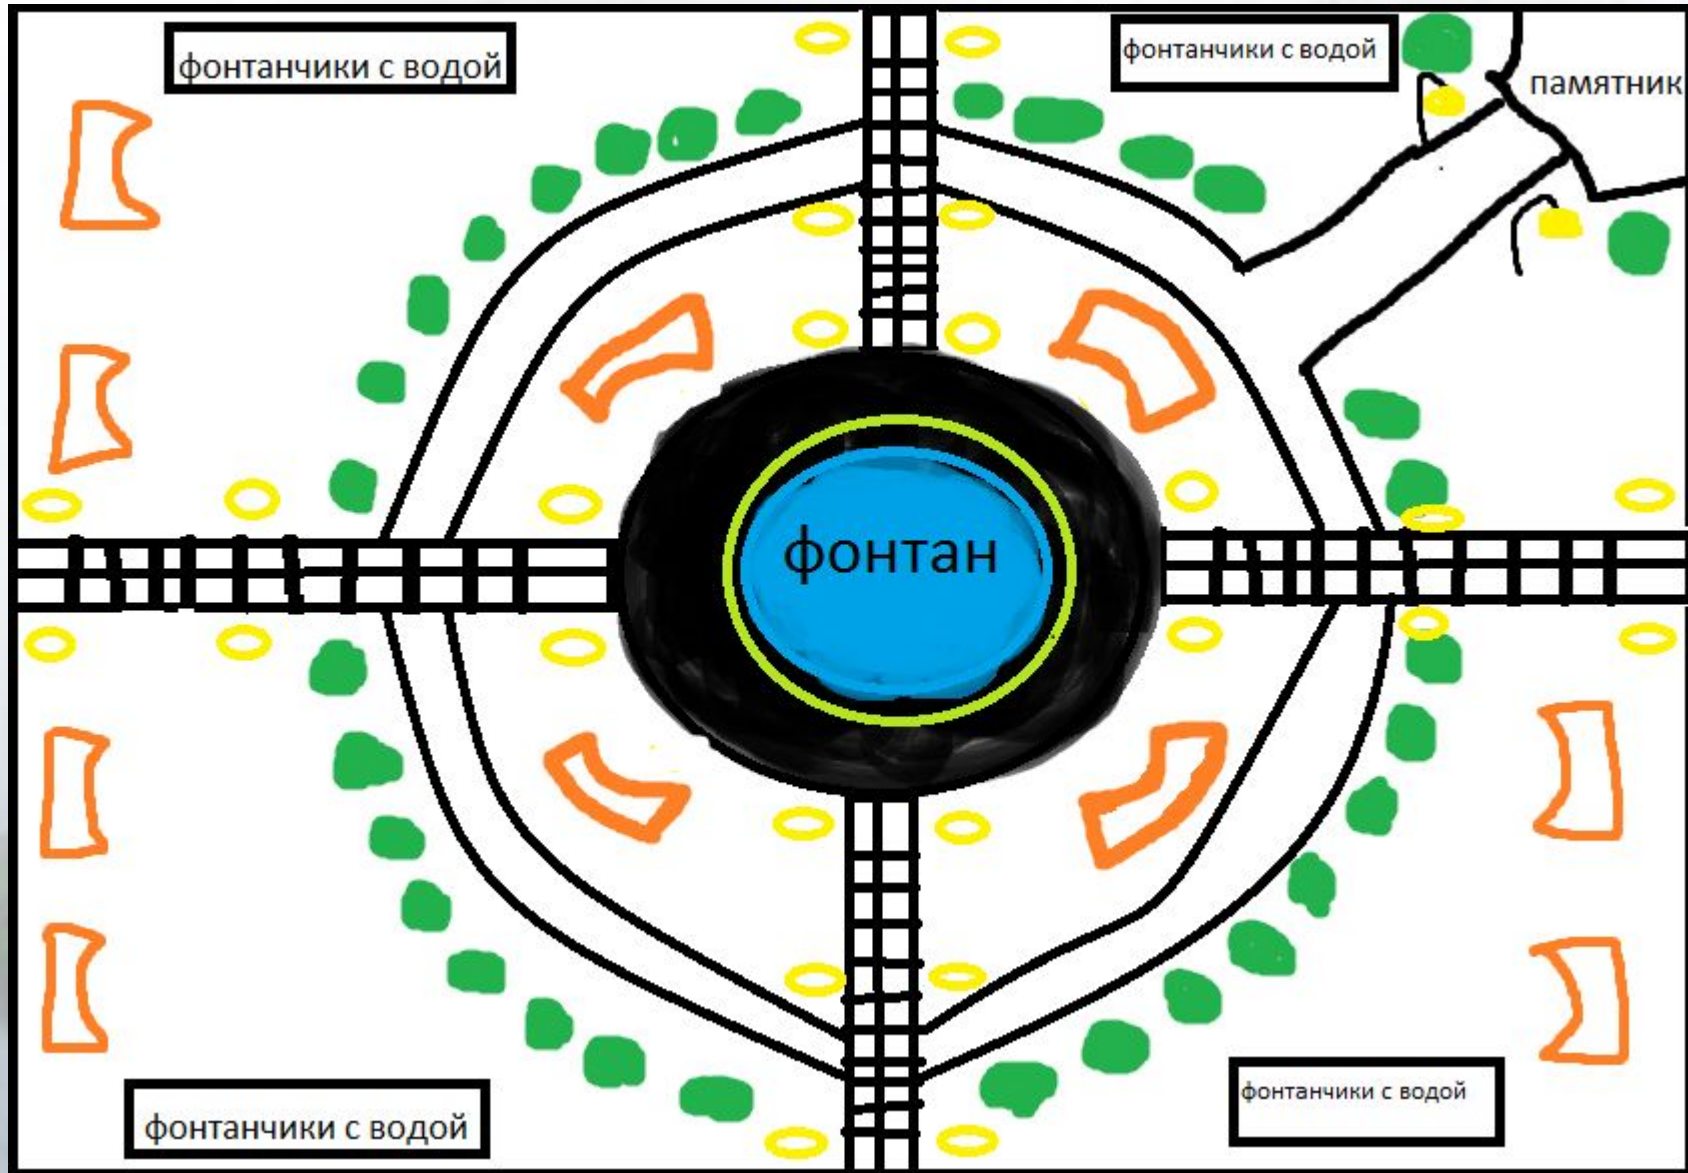 фонтанчики с водой
фонтанчики с водой
памятник
фонтан
фонтанчики с водой
фонтанчики с водой